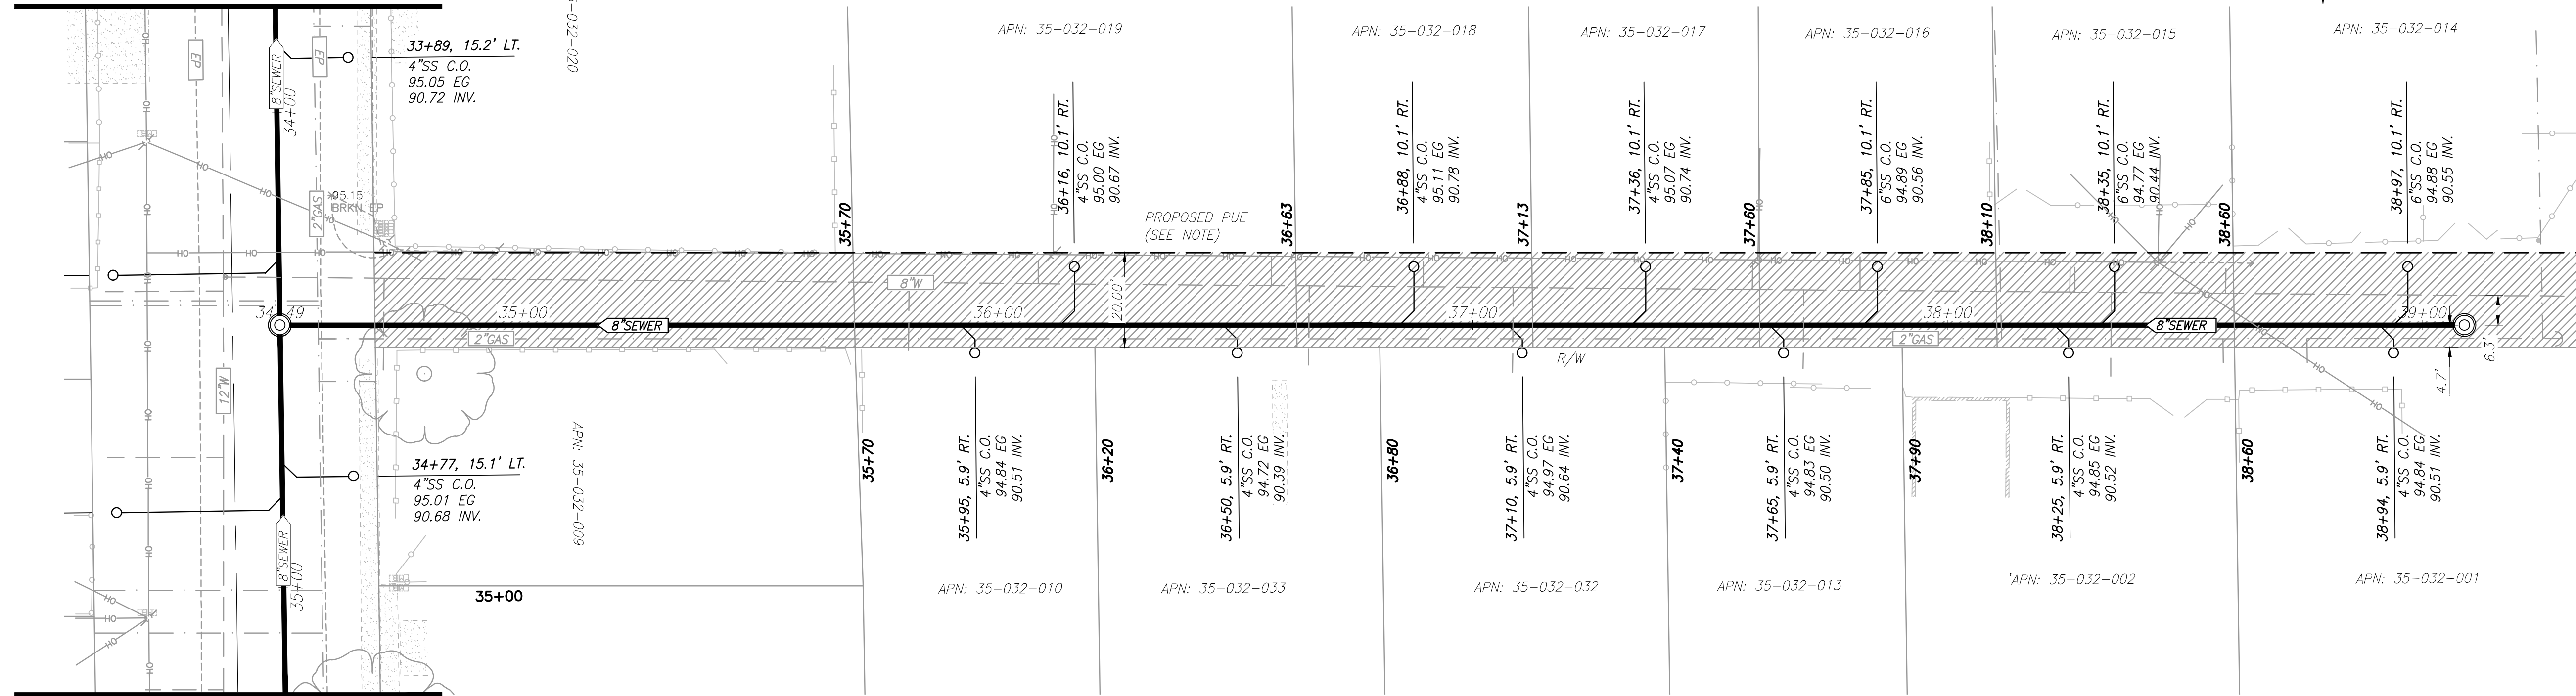 33+89, 15.2' LT.
4"SS C.O.
95.05 EG
90.72 INV.
8"SEWER
34+00
EP
EP
5-032-020
HO
2"GAS
95.15
BRKN EP
34+49
12"W
34+77, 15.1' LT.
4"SS C.O.
95.01 EG
90.68 INV.
8"SEWER
35+00
APN: 35-032-009
35+00
APN: 35-032-019
APN: 35-032-018
APN: 35-032-017
APN: 35-032-016
APN: 35-032-015
APN: 35-032-014
35+70
36+16, 10.1' RT.
4"SS C.O.
95.00 EG
90.67 INV.
PROPOSED PUE
(SEE NOTE)
36+63
36+88, 10.1' RT.
4"SS C.O.
95.11 EG
90.78 INV.
37+13
37+36, 10.1' RT.
4"SS C.O.
95.07 EG
90.74 INV.
37+60
37+85, 10.1' RT.
6"SS C.O.
94.89 EG
90.56 INV.
38+10
38+35, 10.1' RT.
6"SS C.O.
94.77 EG
90.44 INV.
38+60
38+97, 10.1' RT.
6"SS C.O.
94.88 EG
90.55 INV.
8"W
20.00'
35+00
36+00
37+00
38+00
39+00
8"SEWER
8"SEWER
2"GAS
2"GAS
R/W
4.7'
6.3'
35+70
35+95, 5.9' RT.
4"SS C.O.
94.84 EG
90.51 INV.
36+20
36+50, 5.9' RT.
4"SS C.O.
94.72 EG
90.39 INV.
36+80
37+10, 5.9' RT.
4"SS C.O.
94.97 EG
90.64 INV.
37+40
37+65, 5.9' RT.
4"SS C.O.
94.83 EG
90.50 INV.
37+90
38+25, 5.9' RT.
4"SS C.O.
94.85 EG
90.52 INV.
38+60
38+94, 5.9' RT.
4"SS C.O.
94.84 EG
90.51 INV.
APN: 35-032-010
APN: 35-032-033
APN: 35-032-032
APN: 35-032-013
'APN: 35-032-002
APN: 35-032-001